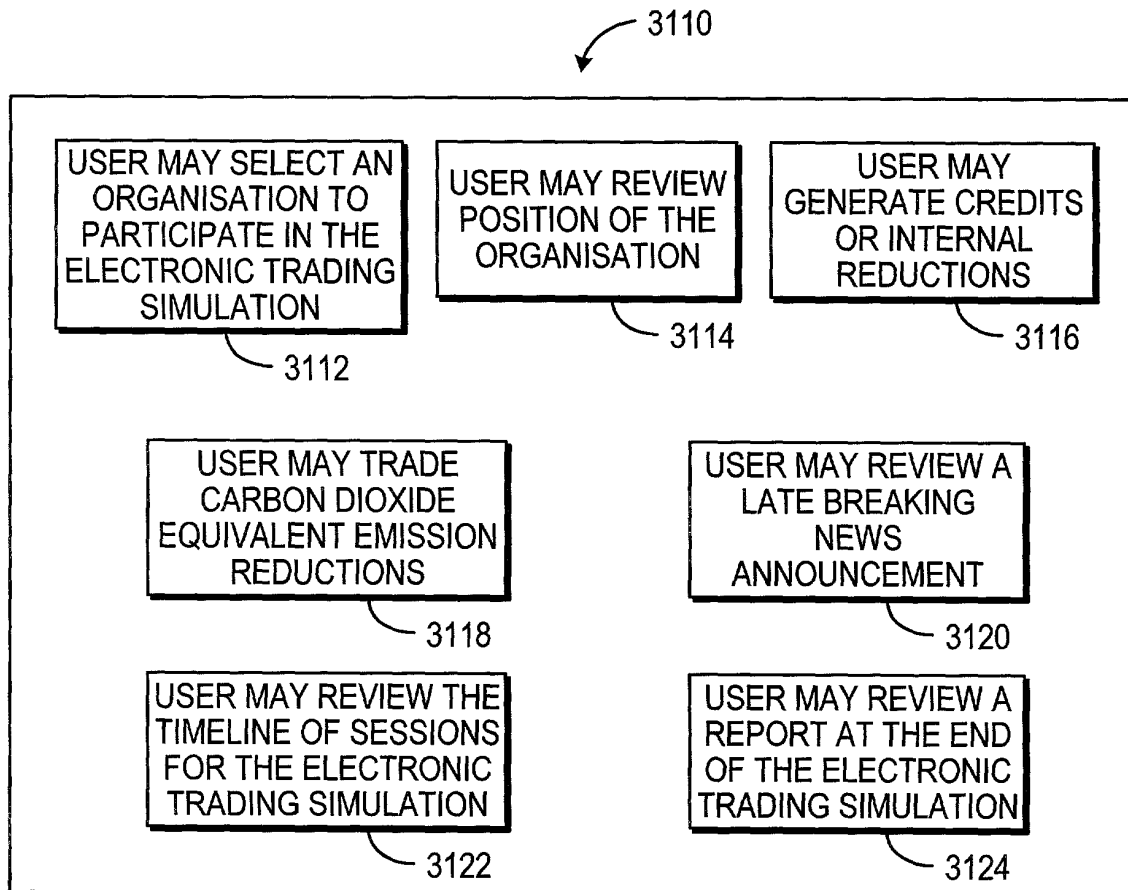 3110
USER MAY SELECT AN
ORGANISATION TO
PARTICIPATE IN THE
ELECTRONIC TRADING
SIMULATION
3112
USER MAY REVIEW
POSITION OF THE
ORGANISATION
3114
USER MAY
GENERATE CREDITS
OR INTERNAL
REDUCTIONS
3116
USER MAY TRADE
CARBON DIOXIDE
EQUIVALENT EMISSION
REDUCTIONS
3118
USER MAY REVIEW A
LATE BREAKING
NEWS
ANNOUNCEMENT
3120
USER MAY REVIEW THE
TIMELINE OF SESSIONS
FOR THE ELECTRONIC
TRADING SIMULATION
3122
USER MAY REVIEW A
REPORT AT THE END
OF THE ELECTRONIC
TRADING SIMULATION
3124